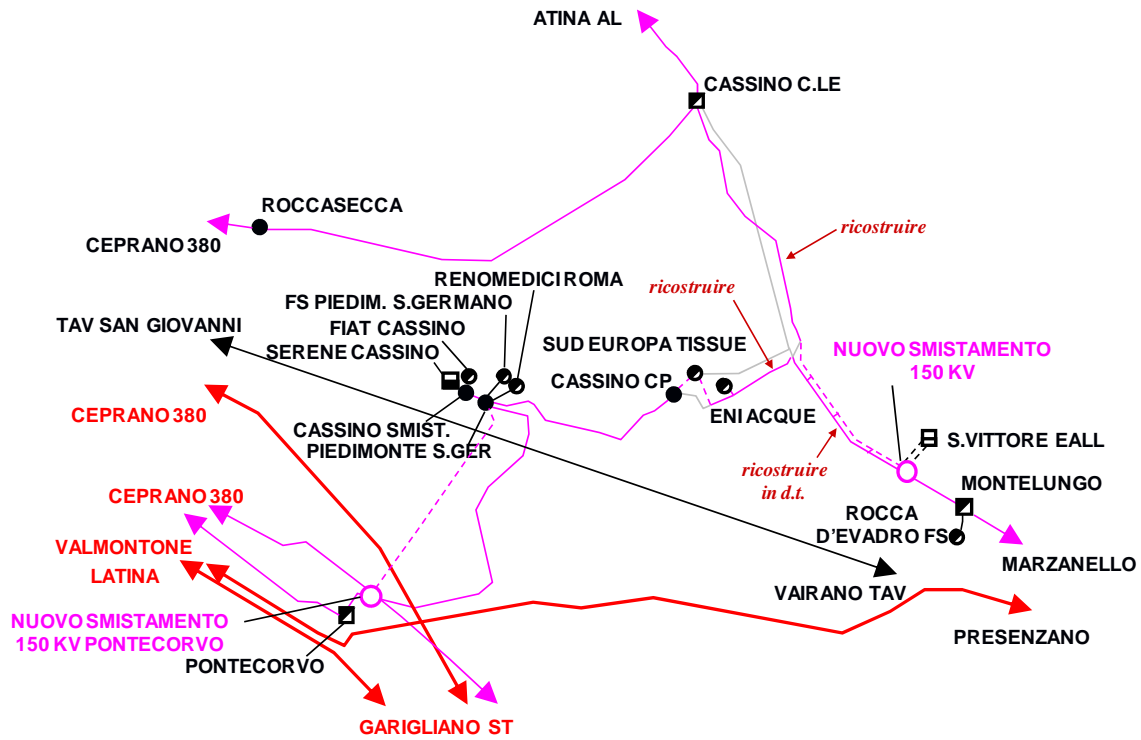 ATINA AL
CASSINO C.LE
ROCCASECCA
CEPRANO 380
ricostruire
RENOMEDICI ROMA
FS PIEDIM. S.GERMANO
ricostruire
TAV SAN GIOVANNI
FIAT CASSINO
SERENE CASSINO
SUD EUROPA TISSUE
NUOVO SMISTAMENTO
150 KV
CASSINO CP
CEPRANO 380
ENI ACQUE
CASSINO SMIST.
PIEDIMONTE S.GER
S.VITTORE EALL
ricostruire
in d.t.
MONTELUNGO
CEPRANO 380
ROCCA
D'EVADRO FS
VALMONTONE
LATINA
MARZANELLO
VAIRANO TAV
NUOVO SMISTAMENTO
150 KV PONTECORVO
PRESENZANO
PONTECORVO
GARIGLIANO ST